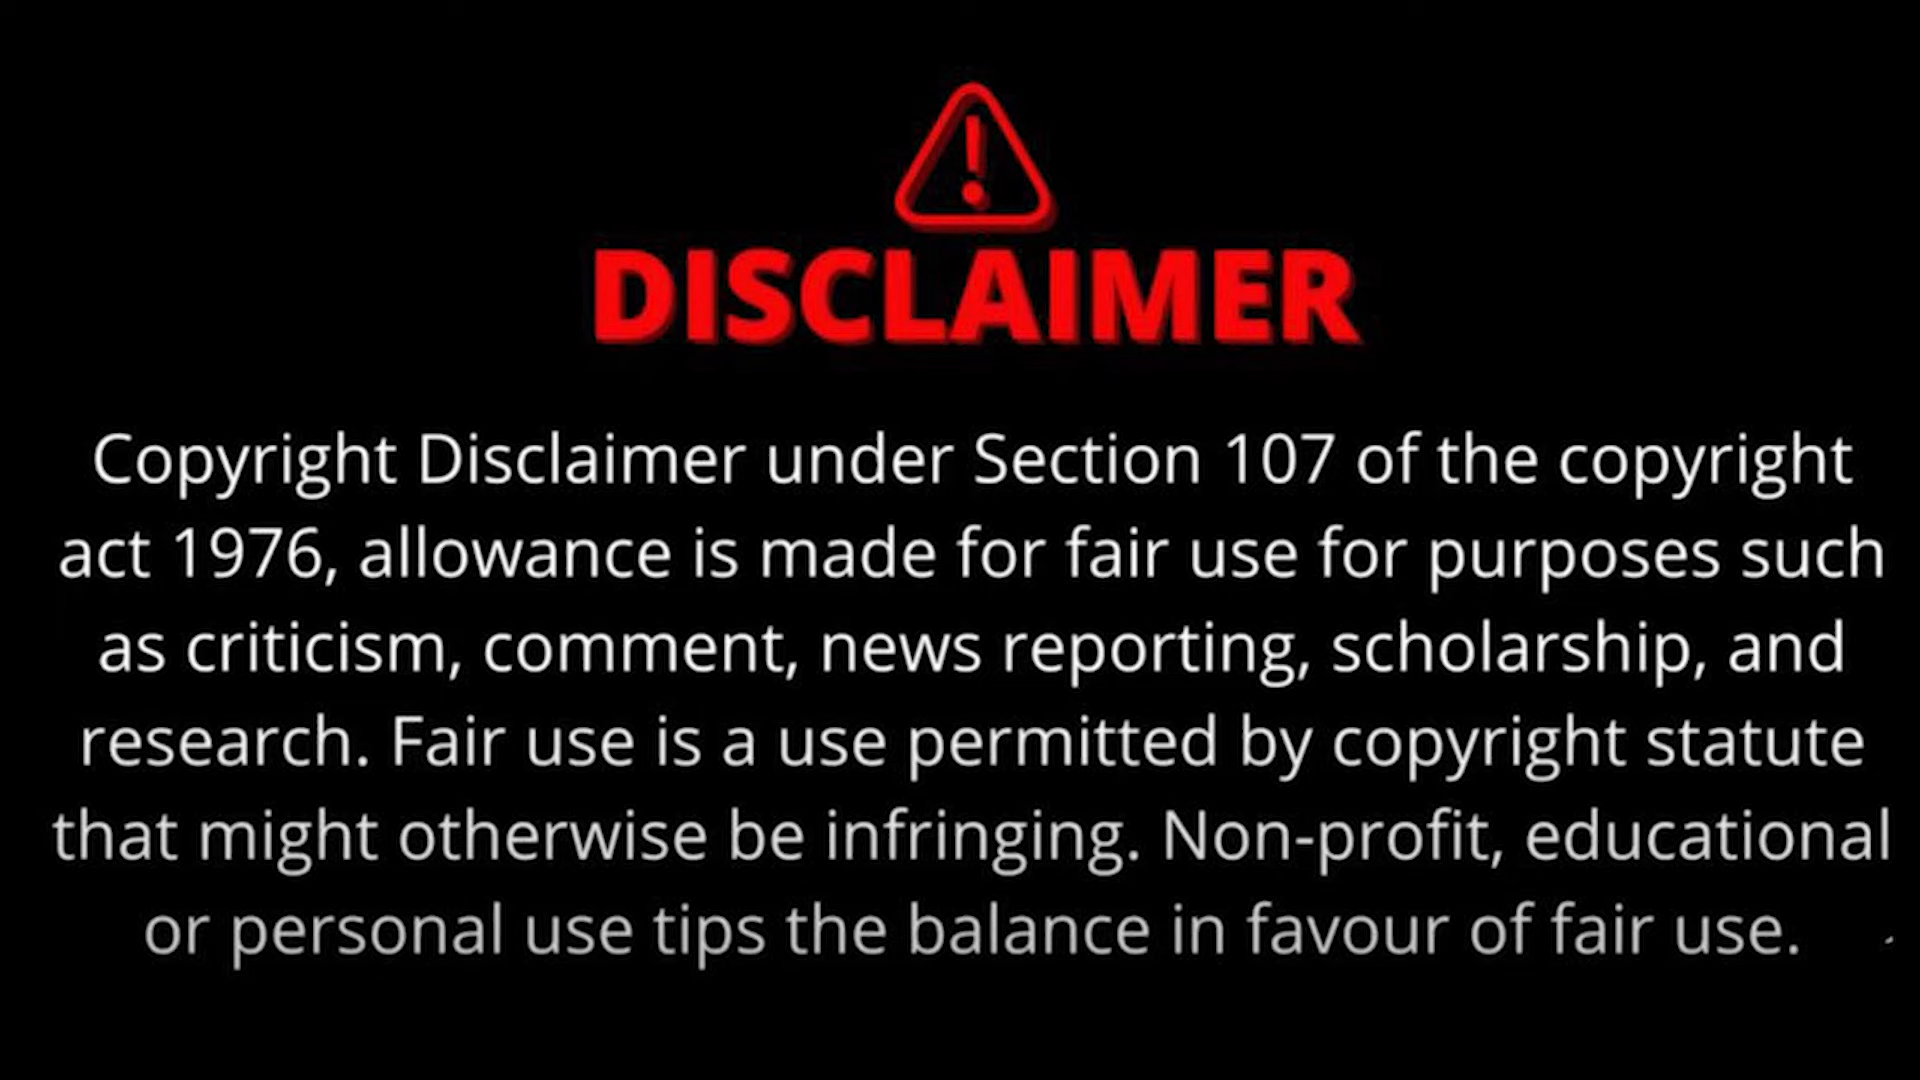 DISCLAIMER
Copyright Disclaimer under Section 107 of the copyright
act 1976, allowance is made for fair use for purposes such
as criticism, comment, news reporting, scholarship, and
research. Fair use is a use permitted by copyright statute
that might otherwise be infringing. Non-profit, educational
or personal use tips the balance in favour of fair use.